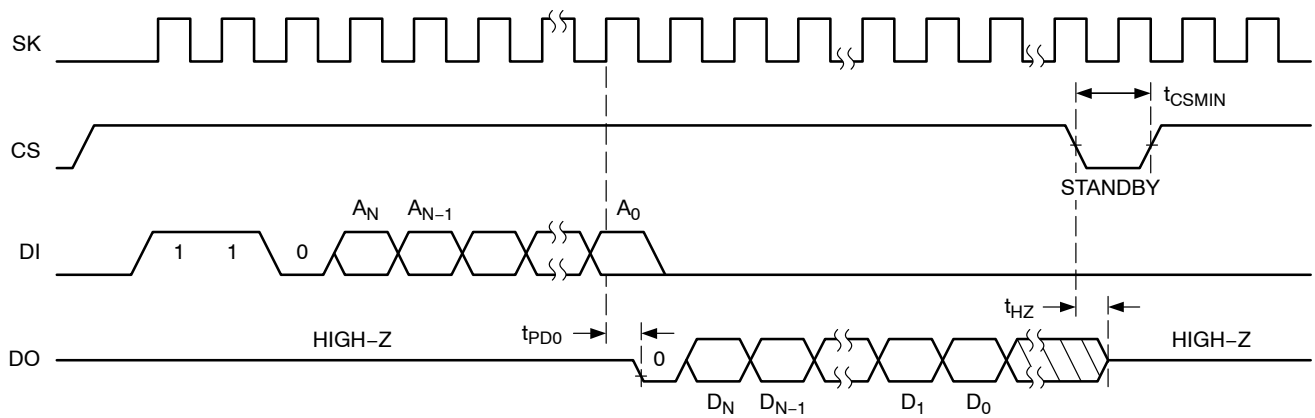 SK
t_CSMIN
CS
STANDBY
A_N A_N−1 A_0
DI 1 1 0
t_HZ
HIGH−Z t_PD0 0 HIGH−Z
DO
D_N D_N−1 D_1 D_0